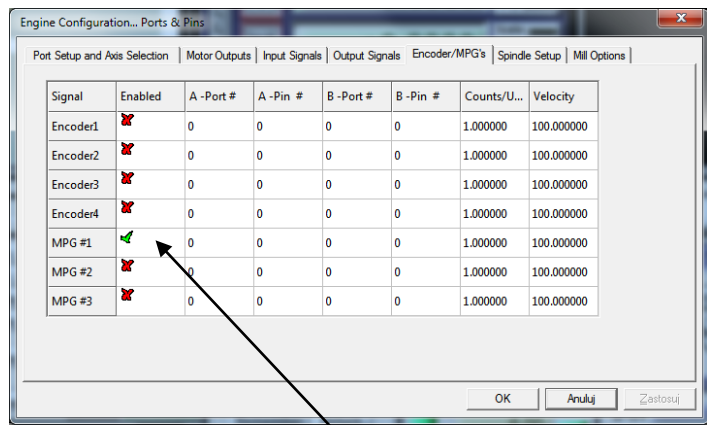 Engine Configuration... Ports & Pins
Port Setup and Axis Selection Motor Outputs Input Signals Output Signals Encoder/MPG's Spindle Setup Mill Options
Signal Enabled A -Port # A -Pin # B -Port # B -Pin # Counts/U... Velocity
Encoder1 0 0 0 0 1.000000 100.000000
Encoder2 0 0 0 0 1.000000 100.000000
Encoder3 0 0 0 0 1.000000 100.000000
Encoder4 0 0 0 0 1.000000 100.000000
MPG #1 0 0 0 0 1.000000 100.000000
MPG #2 0 0 0 0 1.000000 100.000000
MPG #3 0 0 0 0 1.000000 100.000000
OK Anuluj Zastosuj